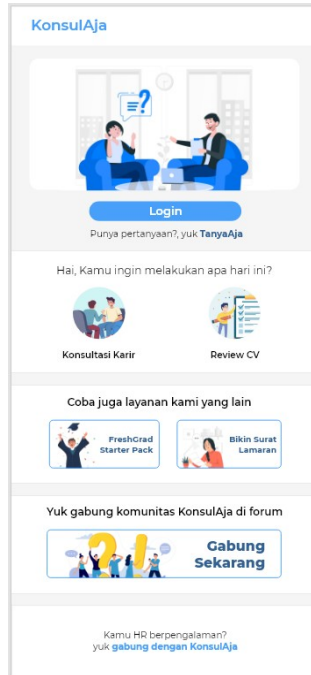 KonsulAja
=?
Login
Punya pertanyaan?, yuk TanyaAja
Hai, Kamu ingin melakukan apa hari ini?
Konsultasi Karir
Review CV
Coba juga layanan kami yang lain
FreshGrad
Starter Pack
Bikin Surat
Lamaran
Yuk gabung komunitas KonsulAja di forum
?!
Gabung
Sekarang
Kamu HR berpengalaman?
yuk gabung dengan KonsulAja